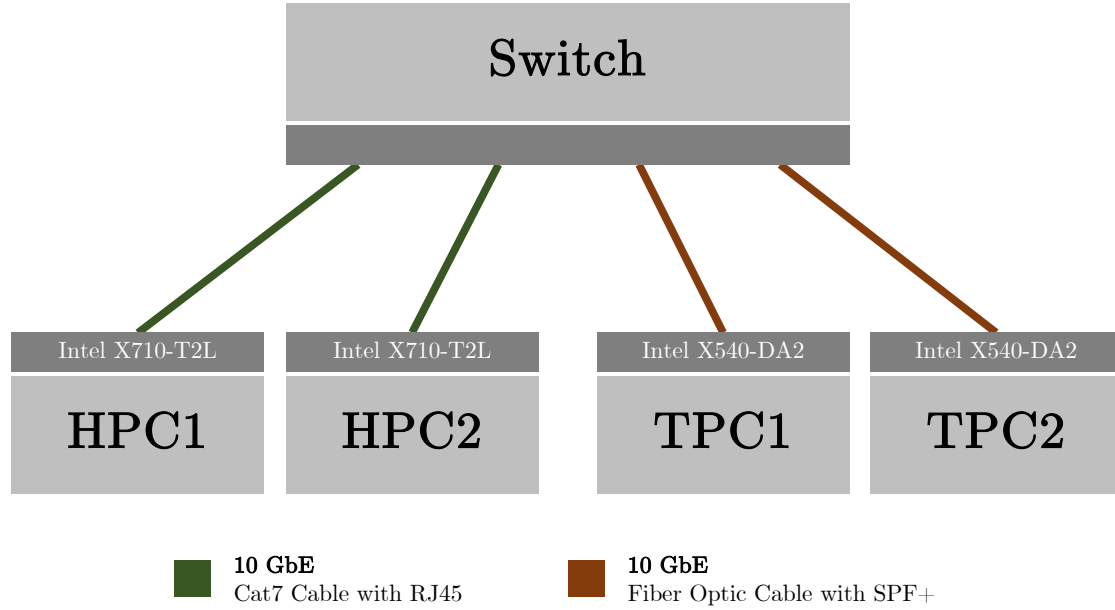 Switch
Intel X710-T2L
Intel X710-T2L
Intel X540-DA2
Intel X540-DA2
HPC1
HPC2
TPC1
TPC2
10 GbE
Cat7 Cable with RJ45
10 GbE
Fiber Optic Cable with SPF+